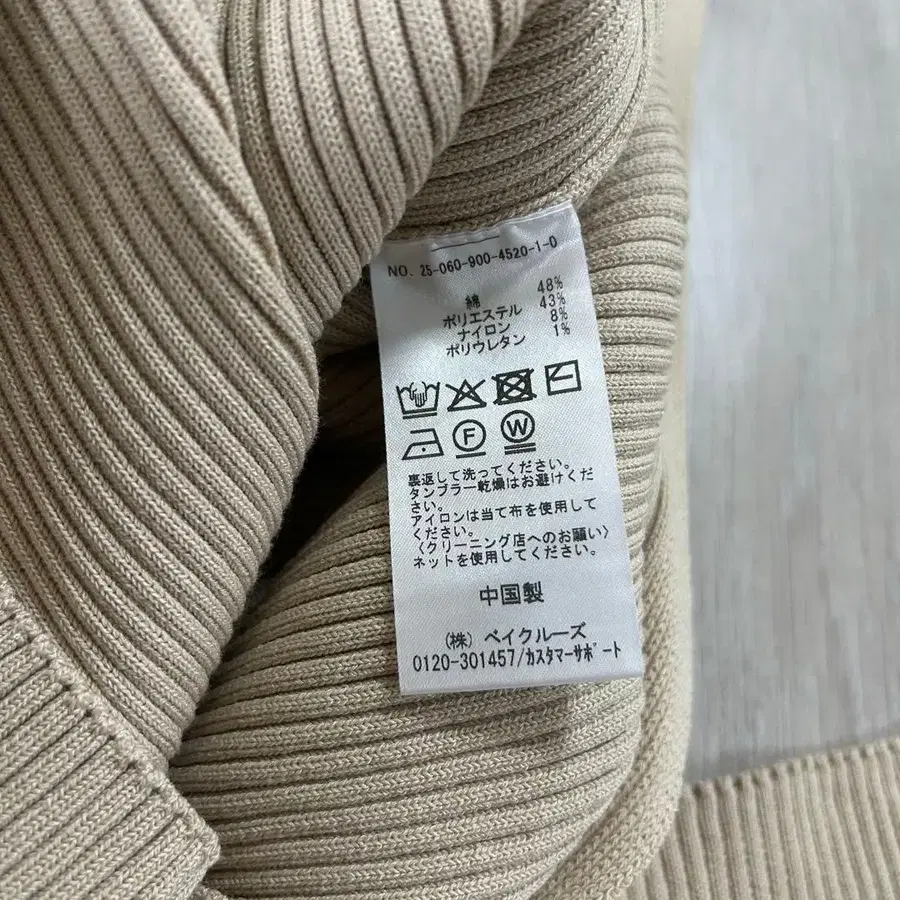 NO. 25-060-900-4520-1-0
綿 48%
ポリエステル 43%
ナイロン 8%
ポリウレタン 1%
F W
裏返して洗ってください。
タンブラー乾燥はお避けくだ
さい。
アイロンは当て布を使用して
ください。
〈クリーニング店へのお願い〉
ネットを使用してください。
中国製
(株) ベイクルーズ
0120-301457/カスタマーサポート